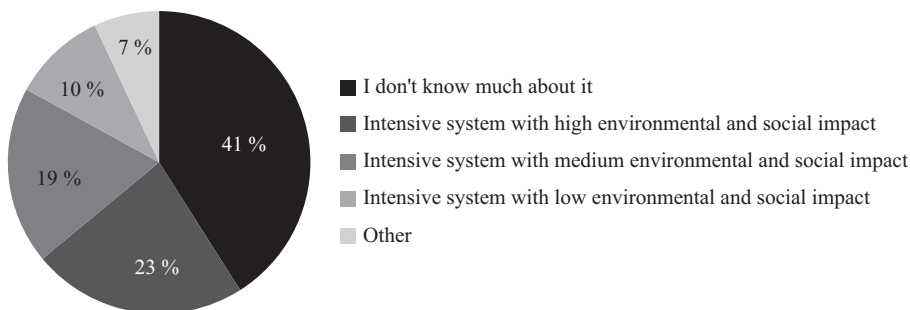 7 %
10 %
41 %
19 %
23 %
I don't know much about it
Intensive system with high environmental and social impact
Intensive system with medium environmental and social impact
Intensive system with low environmental and social impact
Other